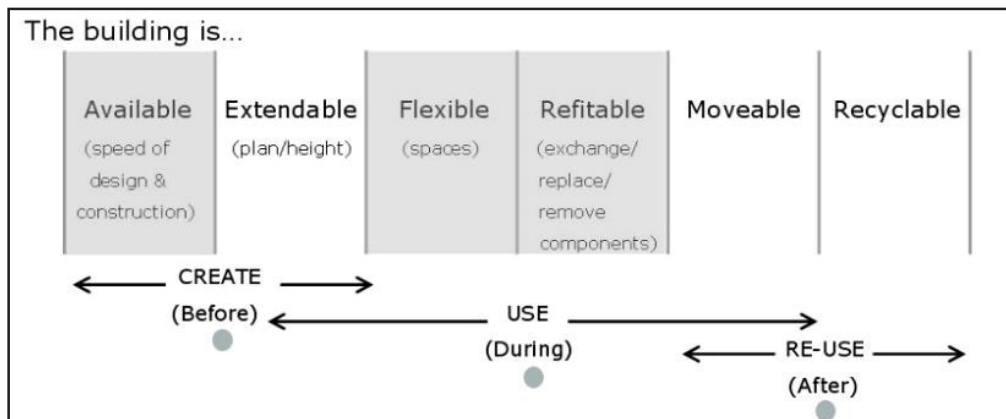 The building is...
Available
(speed of
design &
construction)
Extendable
(plan/height)
Flexible
(spaces)
Refitable
(exchange/
replace/
remove
components)
Moveable
Recyclable
CREATE
(Before)
USE
(During)
RE-USE
(After)